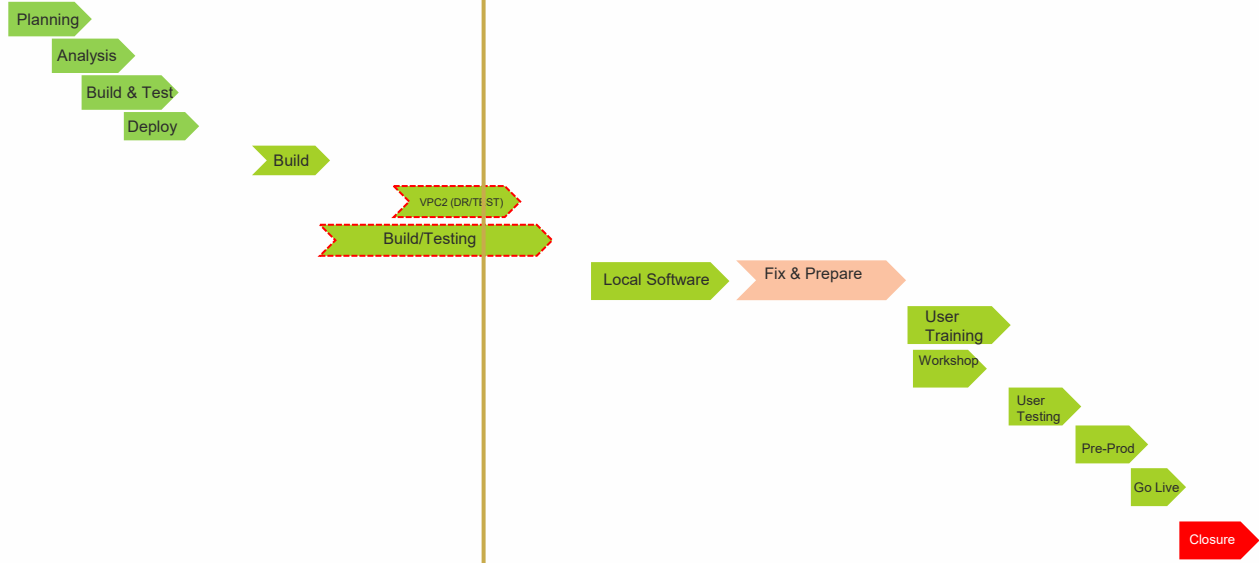 Planning
Analysis
Build & Test
Deploy
Build
VPC2 (DR/TEST)
Build/Testing
Local Software
Fix & Prepare
User
Training
Workshop
User
Testing
Pre-Prod
Go Live
Closure